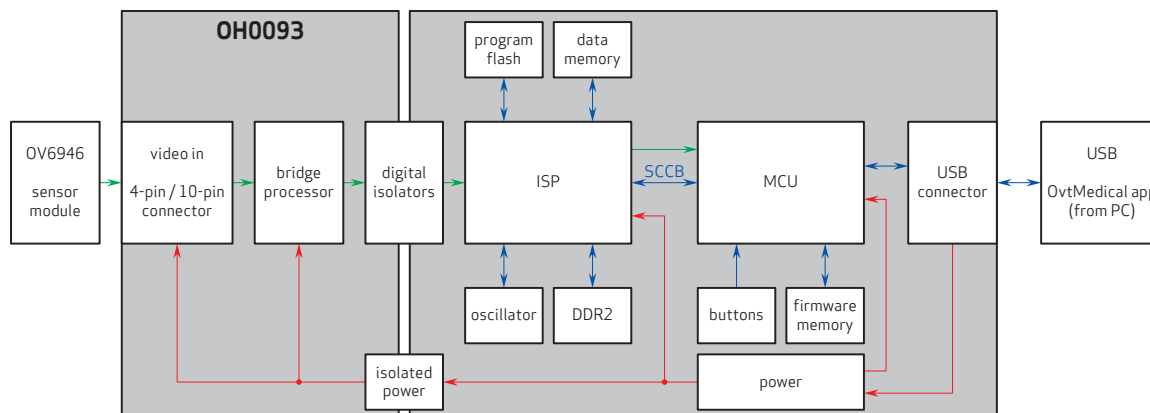 OH0093
program
flash
data
memory
OV6946
sensor
module
video in
4-pin / 10-pin
connector
bridge
processor
digital
isolators
ISP
SCCB
MCU
USB
connector
USB
OvtMedical app
(from PC)
oscillator
DDR2
buttons
firmware
memory
isolated
power
power